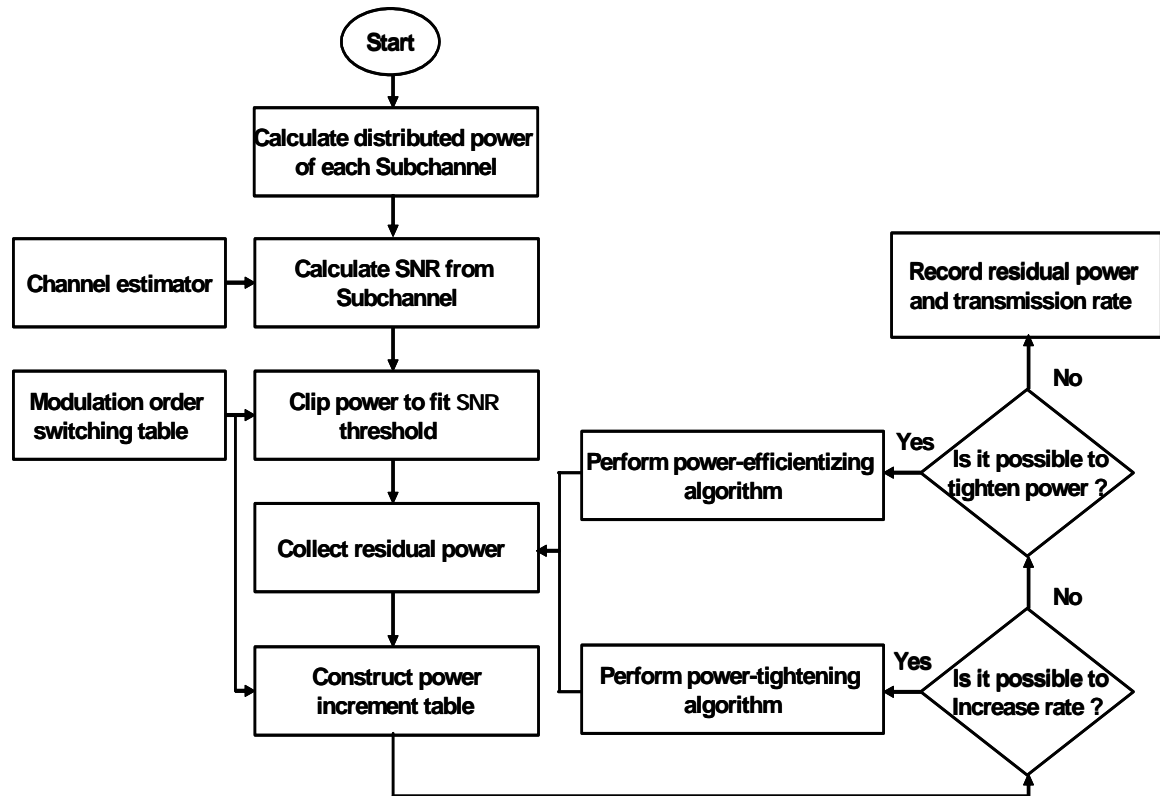 Start
Calculate distributed power
of each Subchannel
Channel estimator
Calculate SNR from
Subchannel
Record residual power
and transmission rate
Modulation order
switching table
Clip power to fit SNR
threshold
No
Yes
Perform power-efficientizing
algorithm
Is it possible to
tighten power ?
Collect residual power
No
Yes
Construct power
increment table
Perform power-tightening
algorithm
Is it possible to
Increase rate ?